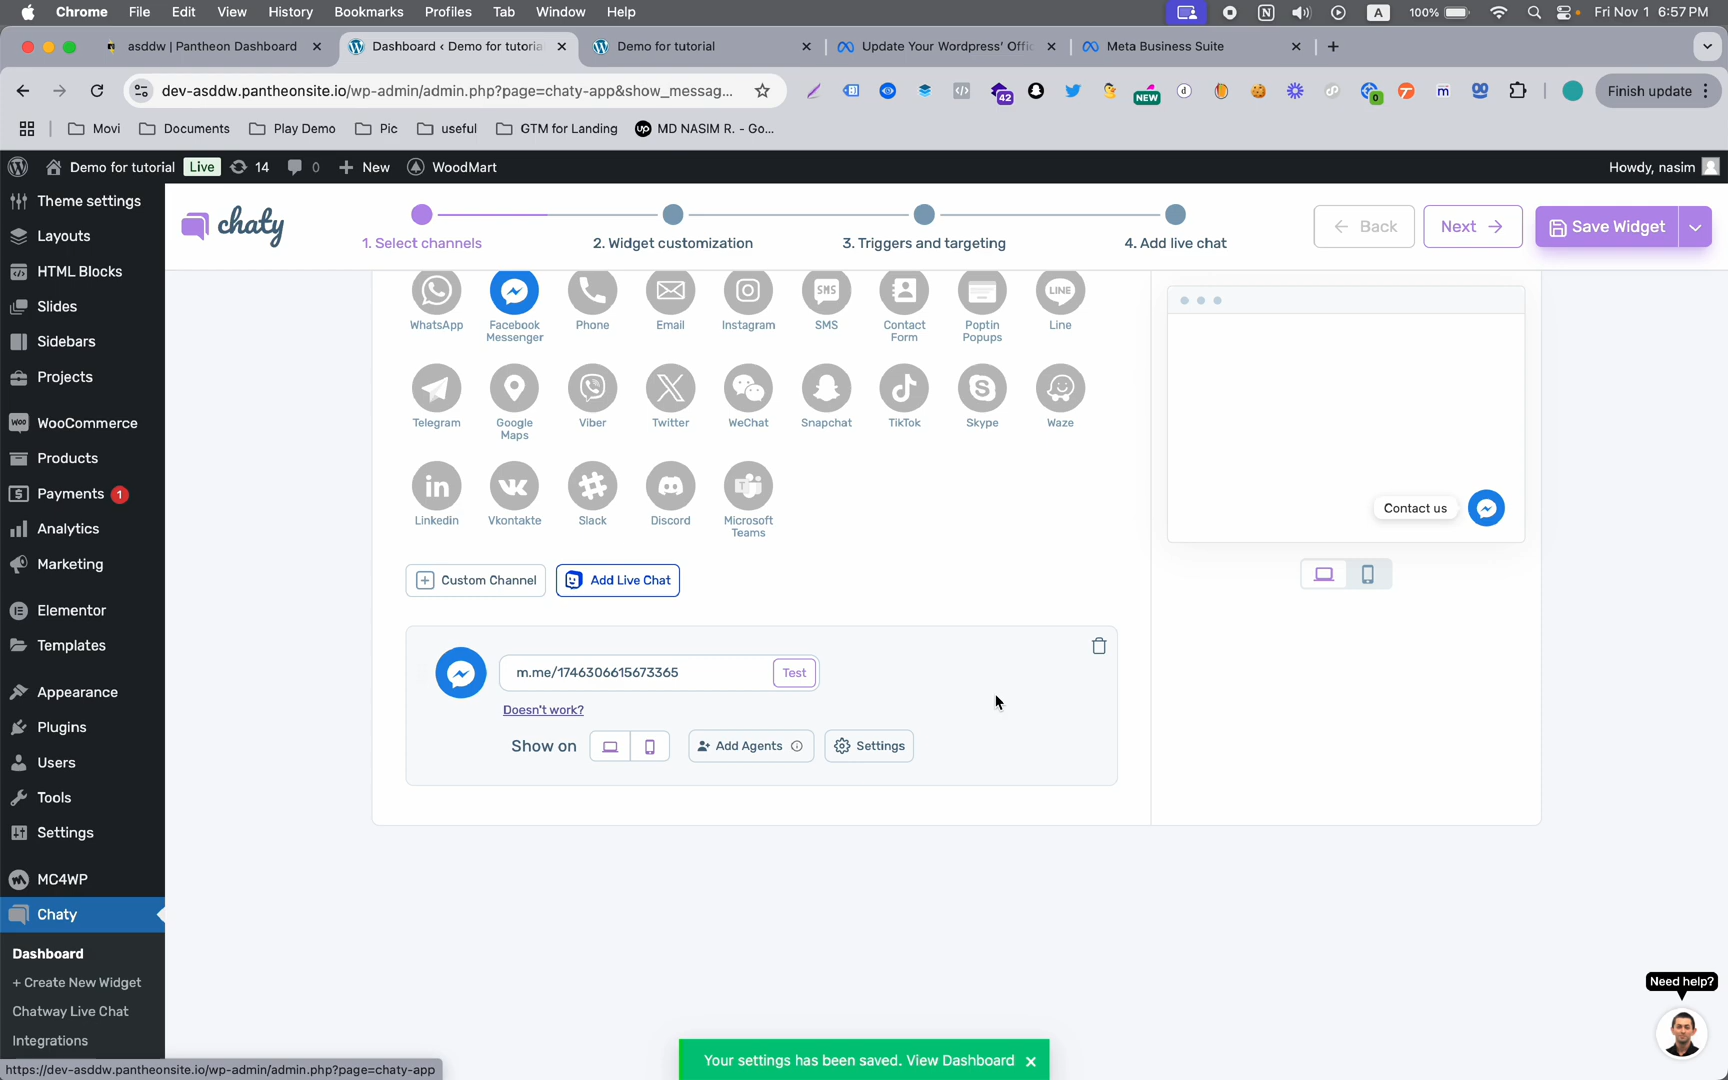 Chrome File Edit View History Bookmarks Profiles Tab Window Help A 100% Fri Nov 1 6:57 PM
asddw | Pantheon Dashboard Dashboard ‹ Demo for tutoria Demo for tutorial Update Your Wordpress' Offic Meta Business Suite
dev-asddw.pantheonsite.io/wp-admin/admin.php?page=chaty-app&show_messag... 42 NEW 0 Finish update
Movi Documents Play Demo Pic useful GTM for Landing MD NASIM R. - Go...
Demo for tutorial Live 14 0 New WoodMart Howdy, nasim
Theme settings
Layouts
HTML Blocks
Slides
Sidebars
Projects
WooCommerce
Products
Payments 1
Analytics
Marketing
Elementor
Templates
Appearance
Plugins
Users
Tools
Settings
MC4WP
Chaty
Dashboard
+ Create New Widget
Chatway Live Chat
Integrations
https://dev-asddw.pantheonsite.io/wp-admin/admin.php?page=chaty-app
chaty
1. Select channels 2. Widget customization 3. Triggers and targeting 4. Add live chat
Back Next Save Widget
WhatsApp Facebook Messenger Phone Email Instagram SMS Contact Form Poptin Popups Line
Telegram Google Maps Viber Twitter WeChat Snapchat TikTok Skype Waze
Linkedin Vkontakte Slack Discord Microsoft Teams
Custom Channel Add Live Chat
m.me/1746306615673365 Test
Doesn't work?
Show on Add Agents Settings
Contact us
Need help?
Your settings has been saved. View Dashboard